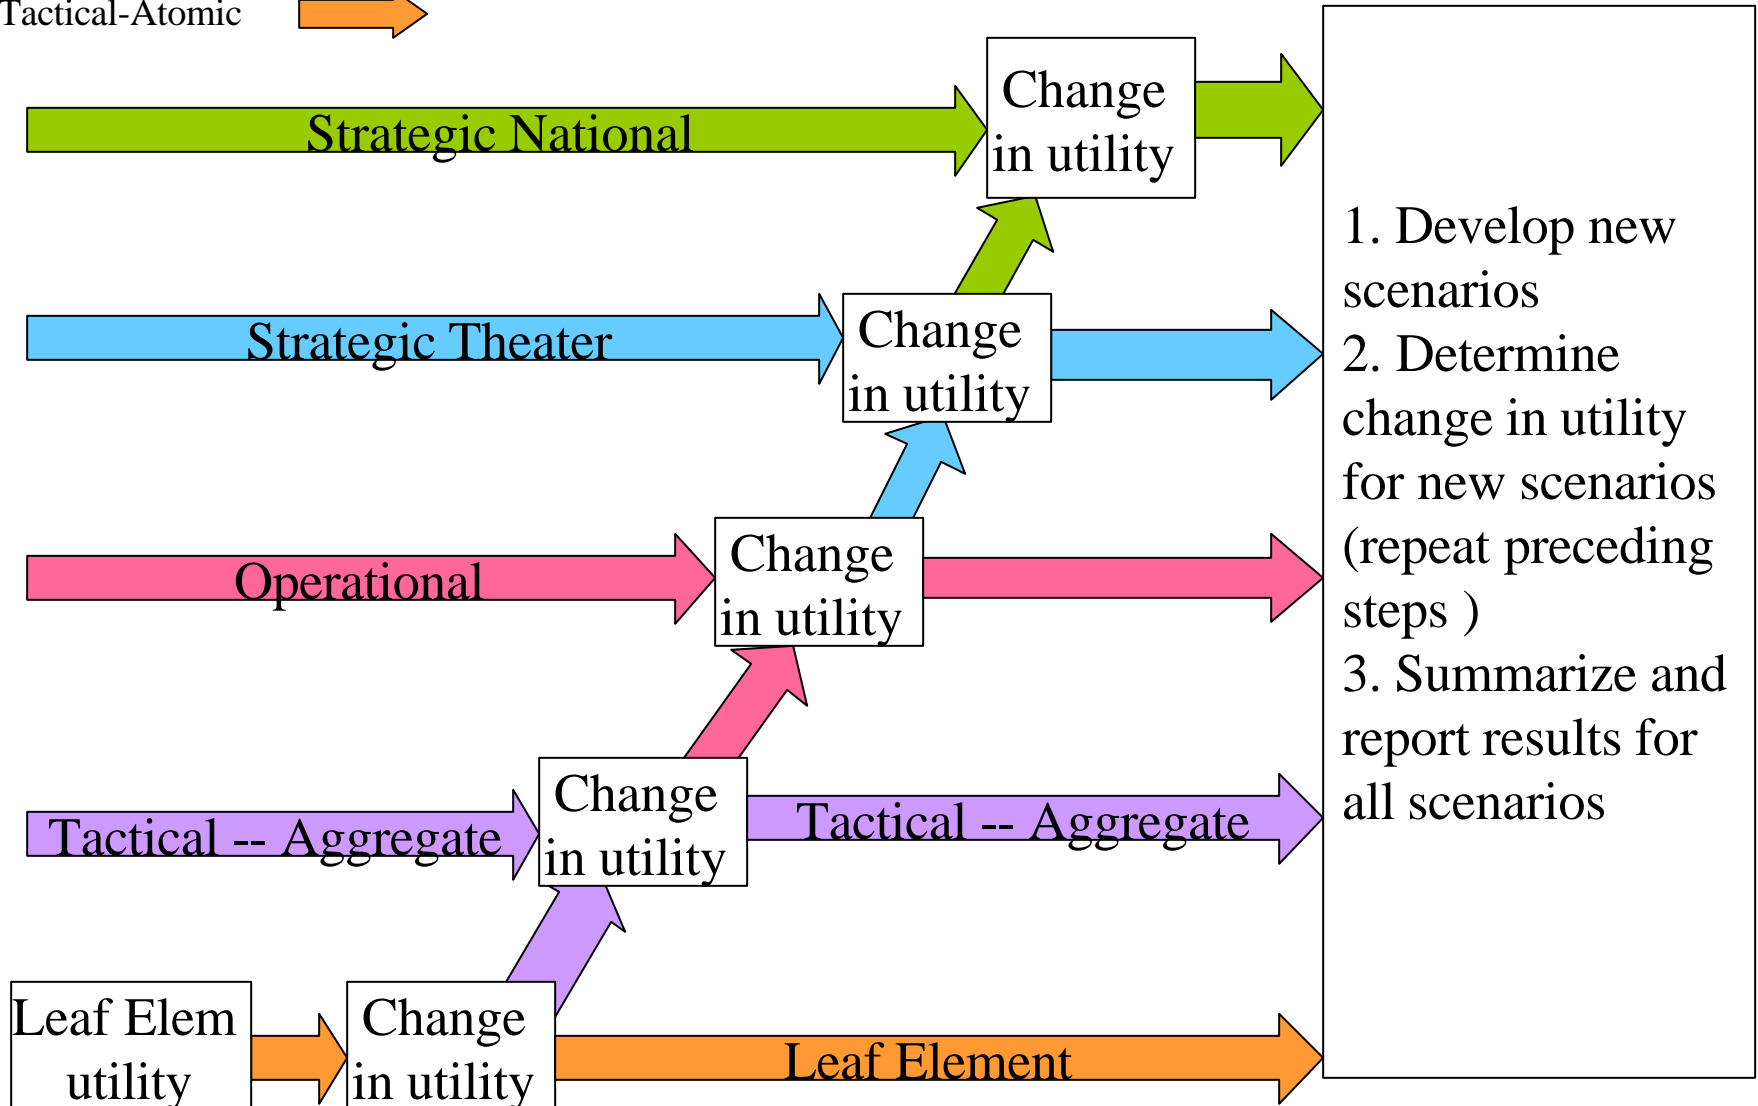 Tactical-Atomic
Change
in utility
Strategic National
Change
in utility
Strategic Theater
Change
in utility
Operational
Change
in utility
Tactical -- Aggregate
Tactical -- Aggregate
Leaf Elem
utility
Change
in utility
Leaf Element
1. Develop new
scenarios
2. Determine
change in utility
for new scenarios
(repeat preceding
steps )
3. Summarize and
report results for
all scenarios